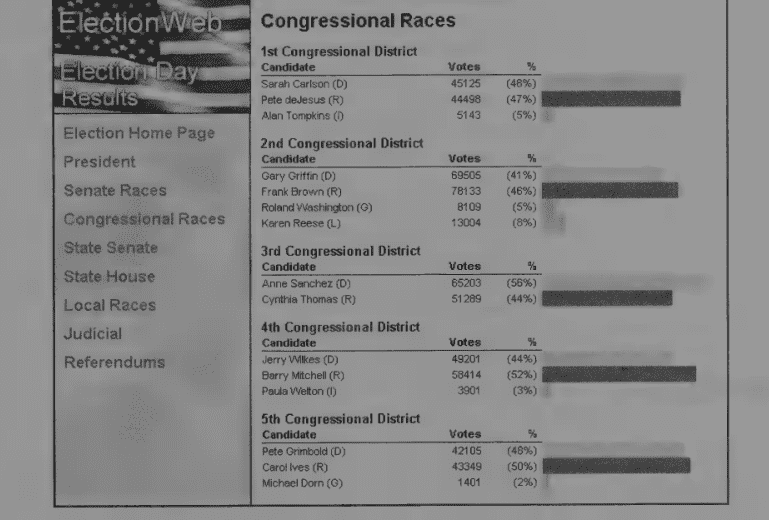 ElectionWeb
Election Day
Results
Election Home Page
President
Senate Races
Congressional Races
State Senate
State House
Local Races
Judicial
Referendums
Congressional Races
1st Congressional District
Candidate Votes %
Sarah Carlson (D) 45125 (48%)
Pete deJesus (R) 44498 (47%)
Alan Tompkins (I) 5143 (5%)
2nd Congressional District
Candidate Votes %
Gary Griffin (D) 69505 (41%)
Frank Brown (R) 78133 (46%)
Roland Washington (G) 8109 (5%)
Karen Reese (L) 13004 (8%)
3rd Congressional District
Candidate Votes %
Anne Sanchez (D) 65203 (56%)
Cynthia Thomas (R) 51289 (44%)
4th Congressional District
Candidate Votes %
Jerry Wilkes (D) 49201 (44%)
Barry Mitchell (R) 58414 (52%)
Paula Welton (I) 3901 (3%)
5th Congressional District
Candidate Votes %
Pete Grimbold (D) 42105 (48%)
Carol Ives (R) 43349 (50%)
Michael Dorn (G) 1401 (2%)